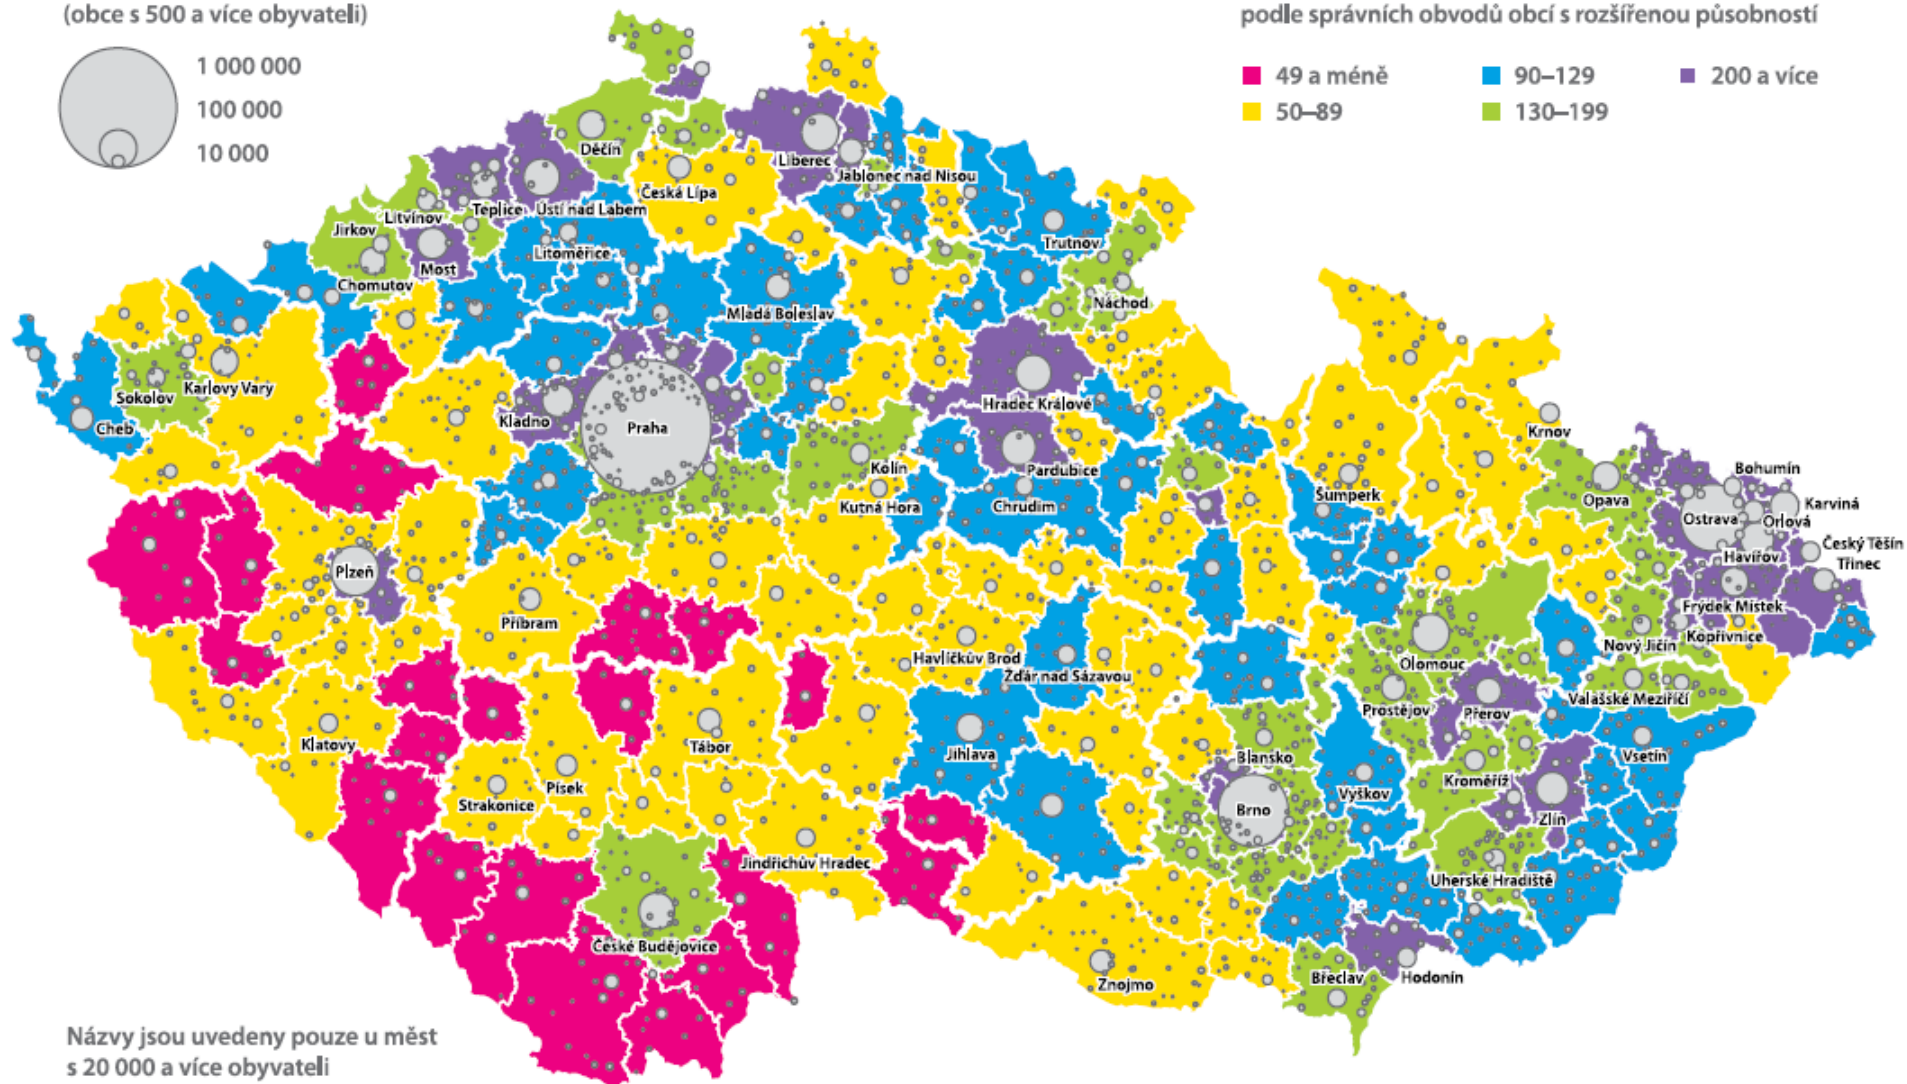 (obce s 500 a více obyvateli)
1 000 000
100 000
10 000
podle správních obvodů obcí s rozšířenou působností
49 a méně
90–129
200 a více
50–89
130–199
Děčín
Liberec
Jablonec nad Nisou
Česká Lípa
Teplice
Ústí nad Labem
Litvínov
Jirkov
Most
Litoměřice
Trutnov
Chomutov
Náchod
Mladá Boleslav
Karlovy Vary
Sokolov
Cheb
Kladno
Praha
Hradec Králové
Krnov
Kolín
Pardubice
Kutná Hora
Chrudim
Šumperk
Opava
Bohumín
Karviná
Ostrava
Orlová
Havířov
Český Těšín
Třinec
Plzeň
Frýdek Místek
Příbram
Kopřivnice
Nový Jičín
Havlíčkův Brod
Olomouc
Žďár nad Sázavou
Valašské Meziříčí
Prostějov
Přerov
Klatovy
Tábor
Jihlava
Blansko
Vsetín
Písek
Strakonice
Kroměříž
Vyškov
Brno
Zlín
Jindřichův Hradec
Uherské Hradiště
České Budějovice
Břeclav
Hodonín
Znojmo
Názvy jsou uvedeny pouze u měst
s 20 000 a více obyvateli